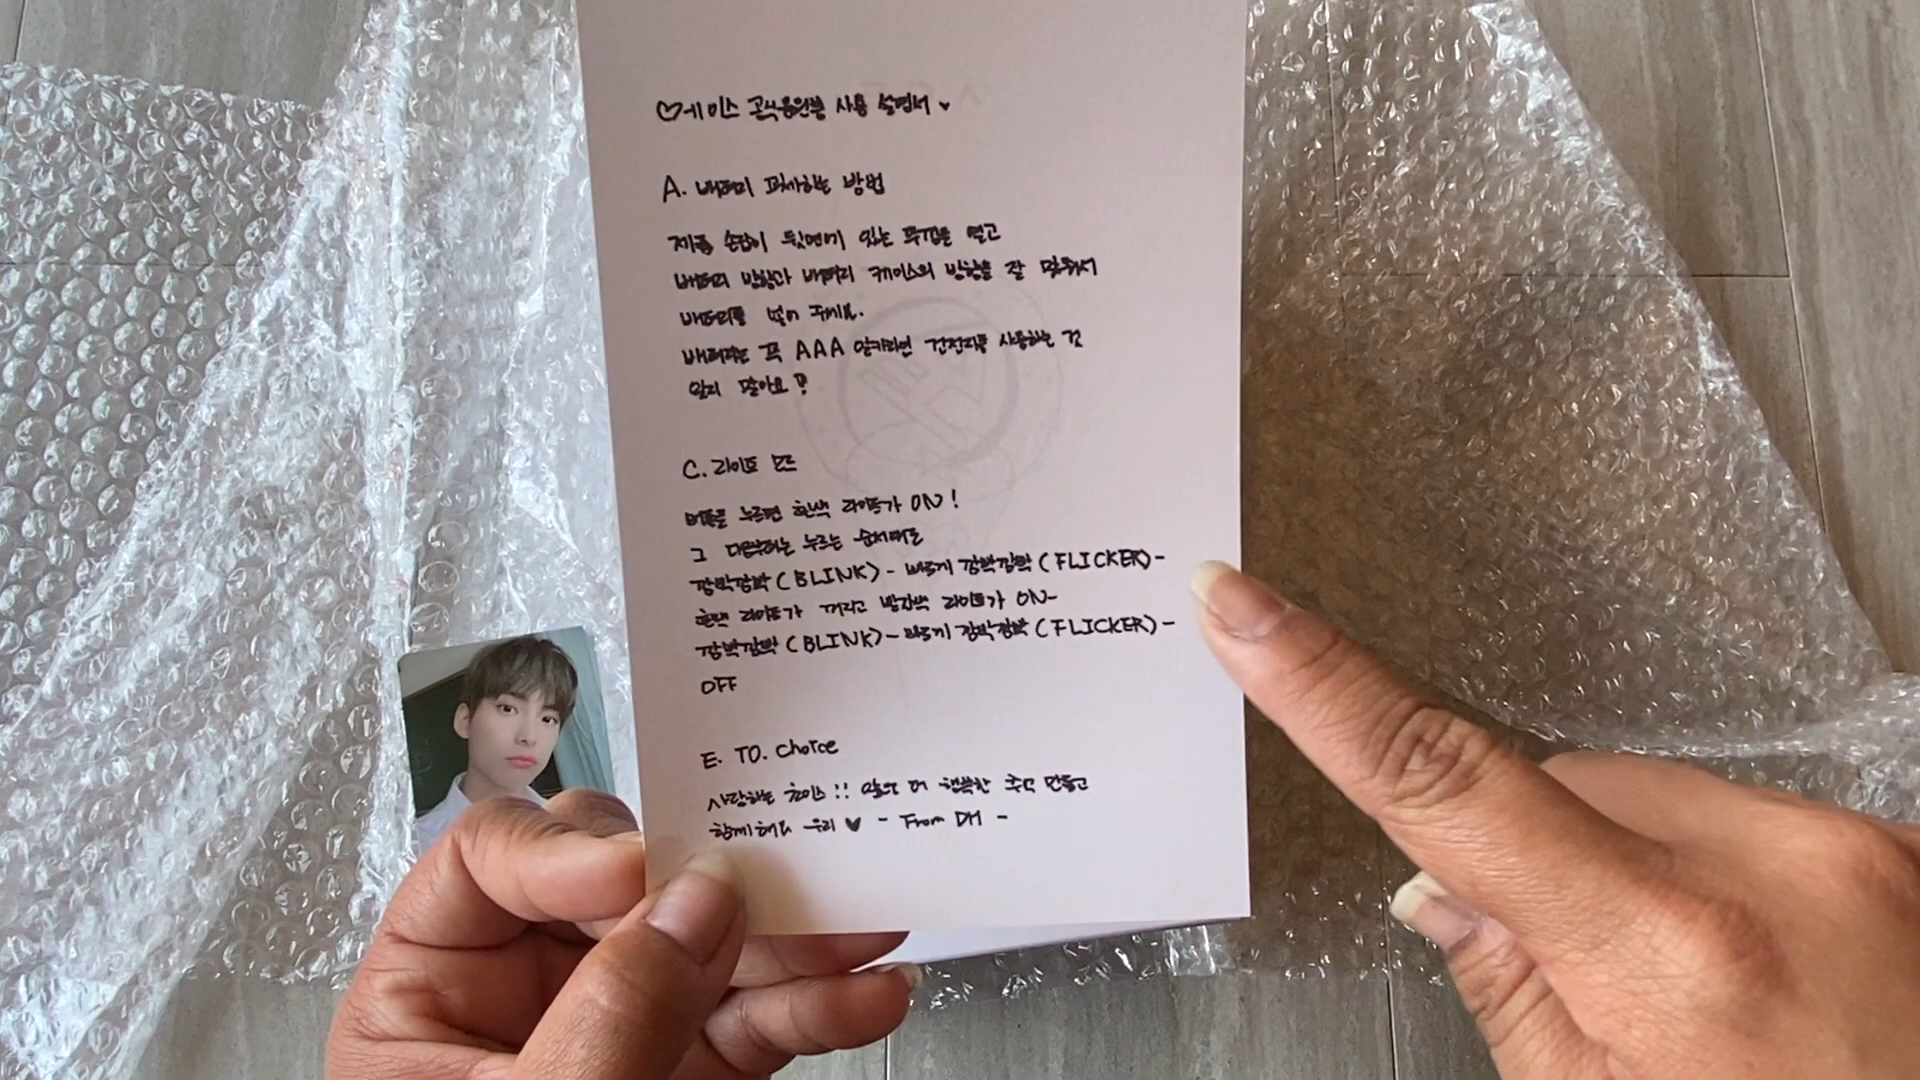 ♡에이스 공식응원봉 사용 설명서♥
A. 배터리 교체하는 방법
제품 손잡이 뒷면에 있는 뚜껑을 열고
배터리 방향과 배터리 케이스의 방향을 잘 맞춰서
배터리를 넣어 주세요.
배터리는 꼭 AAA 알카라인 건전지를 사용하는 것
잊지 말아요?
C. 라이트 모드
버튼을 누르면 흰색 라이트가 ON!
그 다음부터는 누르는 순서대로
깜박깜박(BLINK)- 빠르게 깜박깜박(FLICKER)-
흰색 라이트가 꺼지고 빨간색 라이트가 ON-
깜박깜박(BLINK)- 빠르게 깜박깜박(FLICKER)-
OFF
E. TO. Choice
사랑하는 초이스!! 앞으로 더 행복한 추억 만들고
함께해요 우리 ♥ - From DH -